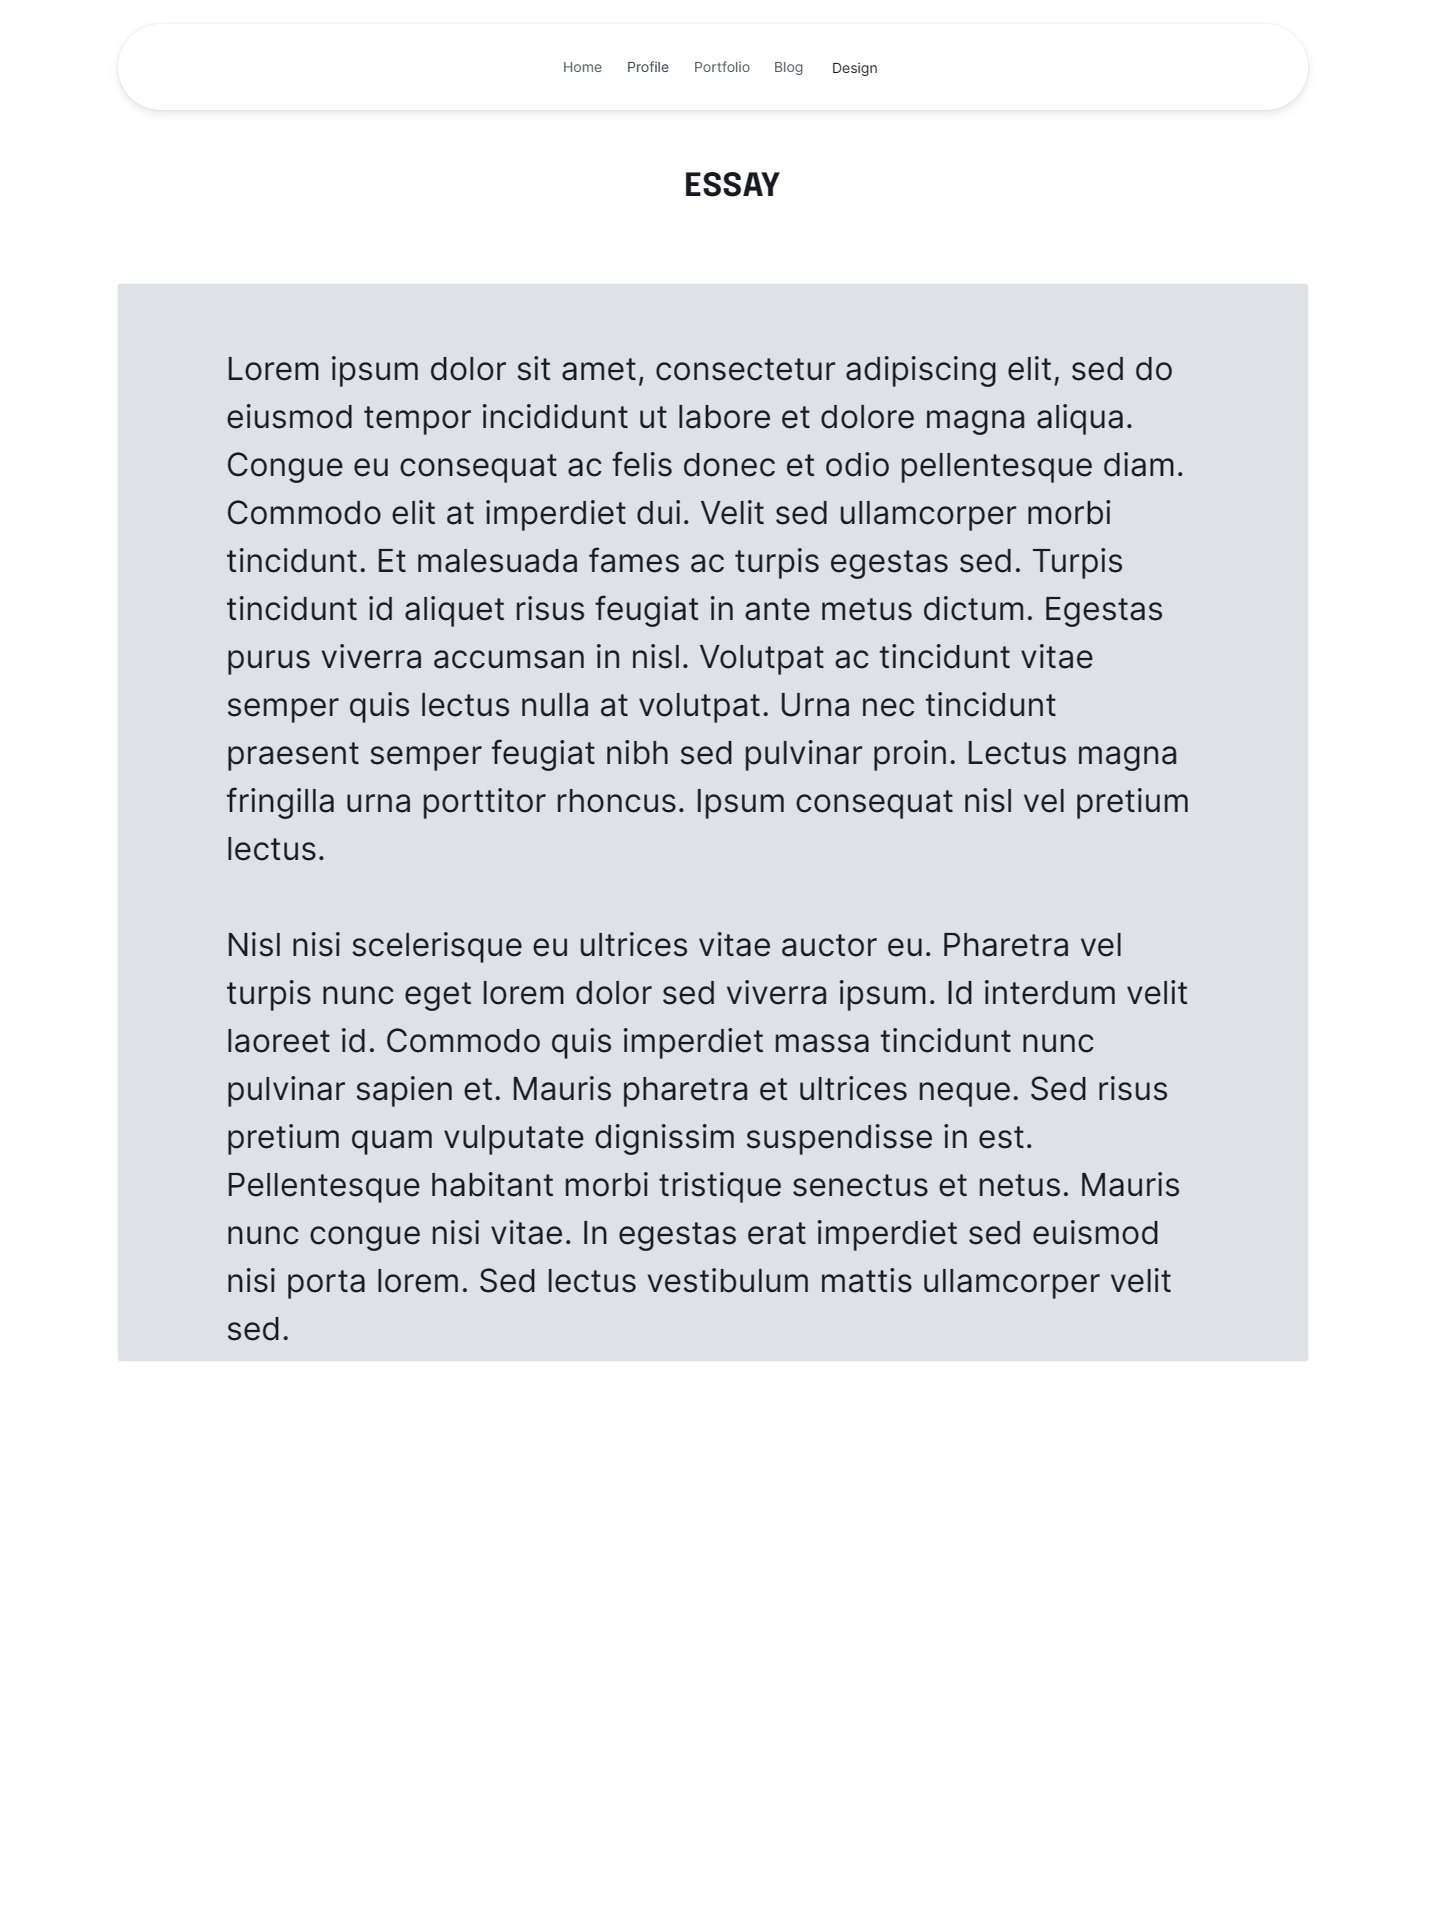 Home Profile Portfolio Blog Design
ESSAY
Lorem ipsum dolor sit amet, consectetur adipiscing elit, sed do
eiusmod tempor incididunt ut labore et dolore magna aliqua.
Congue eu consequat ac felis donec et odio pellentesque diam.
Commodo elit at imperdiet dui. Velit sed ullamcorper morbi
tincidunt. Et malesuada fames ac turpis egestas sed. Turpis
tincidunt id aliquet risus feugiat in ante metus dictum. Egestas
purus viverra accumsan in nisl. Volutpat ac tincidunt vitae
semper quis lectus nulla at volutpat. Urna nec tincidunt
praesent semper feugiat nibh sed pulvinar proin. Lectus magna
fringilla urna porttitor rhoncus. Ipsum consequat nisl vel pretium
lectus.
Nisl nisi scelerisque eu ultrices vitae auctor eu. Pharetra vel
turpis nunc eget lorem dolor sed viverra ipsum. Id interdum velit
laoreet id. Commodo quis imperdiet massa tincidunt nunc
pulvinar sapien et. Mauris pharetra et ultrices neque. Sed risus
pretium quam vulputate dignissim suspendisse in est.
Pellentesque habitant morbi tristique senectus et netus. Mauris
nunc congue nisi vitae. In egestas erat imperdiet sed euismod
nisi porta lorem. Sed lectus vestibulum mattis ullamcorper velit
sed.